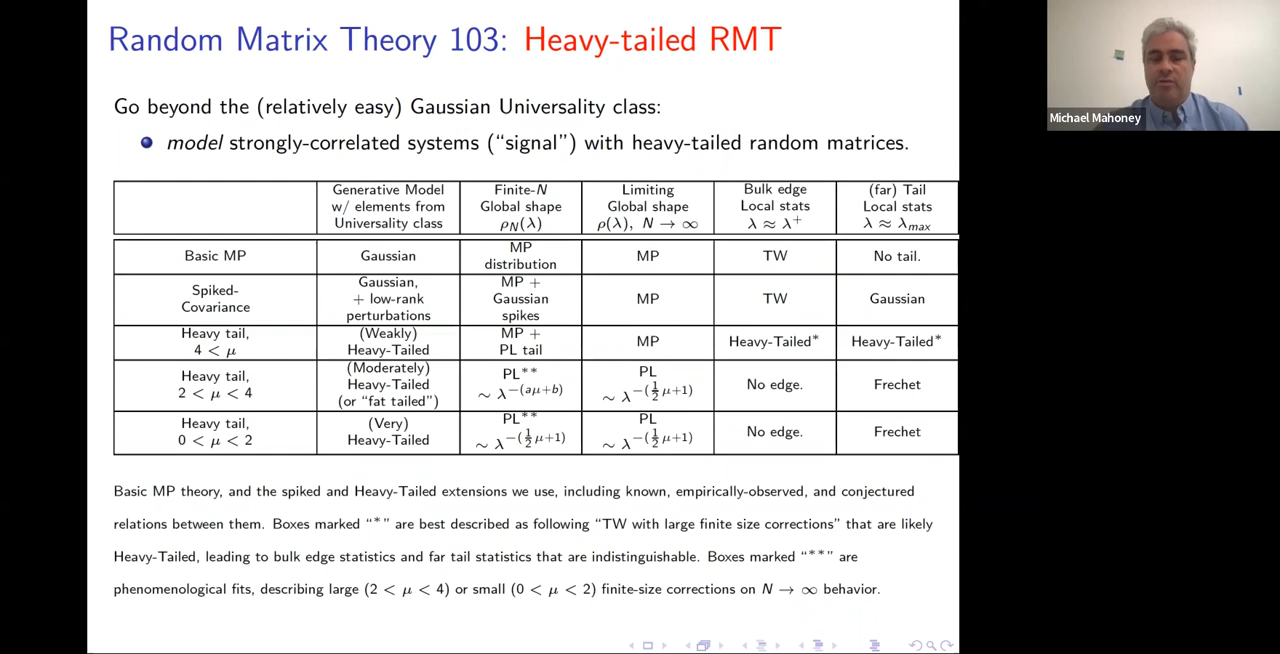 Random Matrix Theory 103: Heavy-tailed RMT
Michael Mahoney
Go beyond the (relatively easy) Gaussian Universality class:
model strongly-correlated systems (“signal”) with heavy-tailed random matrices.
Generative Model w/ elements from Universality class | Finite-N Global shape ρN(λ) | Limiting Global shape ρ(λ), N → ∞ | Bulk edge Local stats λ ≈ λ⁺ | (far) Tail Local stats λ ≈ λmax
Basic MP | Gaussian | MP distribution | MP | TW | No tail.
Spiked-Covariance | Gaussian, + low-rank perturbations | MP + Gaussian spikes | MP | TW | Gaussian
Heavy tail, 4 < μ | (Weakly) Heavy-Tailed | MP + PL tail | MP | Heavy-Tailed* | Heavy-Tailed*
Heavy tail, 2 < μ < 4 | (Moderately) Heavy-Tailed (or “fat tailed”) | PL** ∼ λ^−(aμ+b) | PL ∼ λ^−(½μ+1) | No edge. | Frechet
Heavy tail, 0 < μ < 2 | (Very) Heavy-Tailed | PL** ∼ λ^−(½μ+1) | PL ∼ λ^−(½μ+1) | No edge. | Frechet
Basic MP theory, and the spiked and Heavy-Tailed extensions we use, including known, empirically-observed, and conjectured
relations between them. Boxes marked “*” are best described as following “TW with large finite size corrections” that are likely
Heavy-Tailed, leading to bulk edge statistics and far tail statistics that are indistinguishable. Boxes marked “**” are
phenomenological fits, describing large (2 < μ < 4) or small (0 < μ < 2) finite-size corrections on N → ∞ behavior.